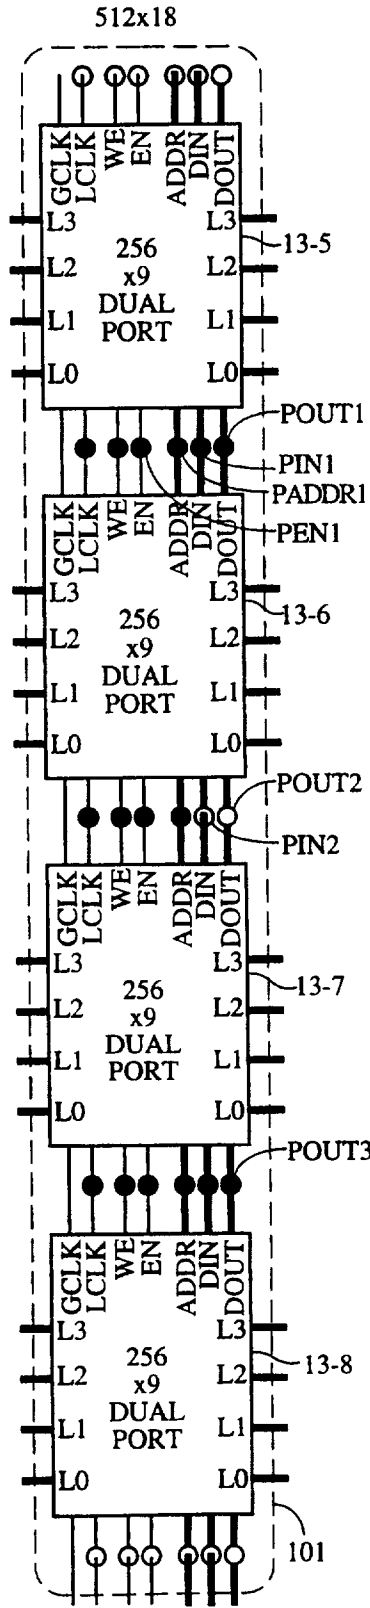 512x18
GCLK LCLK WE EN ADDR DIN DOUT
L3 L3
13-5
256
L2 L2
x9
DUAL
L1 PORT L1
L0 L0
POUT1
PIN1
PADDR1
PEN1
GCLK LCLK WE EN ADDR DIN DOUT
L3 L3
13-6
256
L2 L2
x9
DUAL
L1 PORT L1
L0 L0
POUT2
PIN2
GCLK LCLK WE EN ADDR DIN DOUT
L3 L3
13-7
256
L2 L2
x9
DUAL
L1 PORT L1
L0 L0
POUT3
GCLK LCLK WE EN ADDR DIN DOUT
L3 L3
13-8
256
L2 L2
x9
DUAL
L1 PORT L1
L0 L0
101